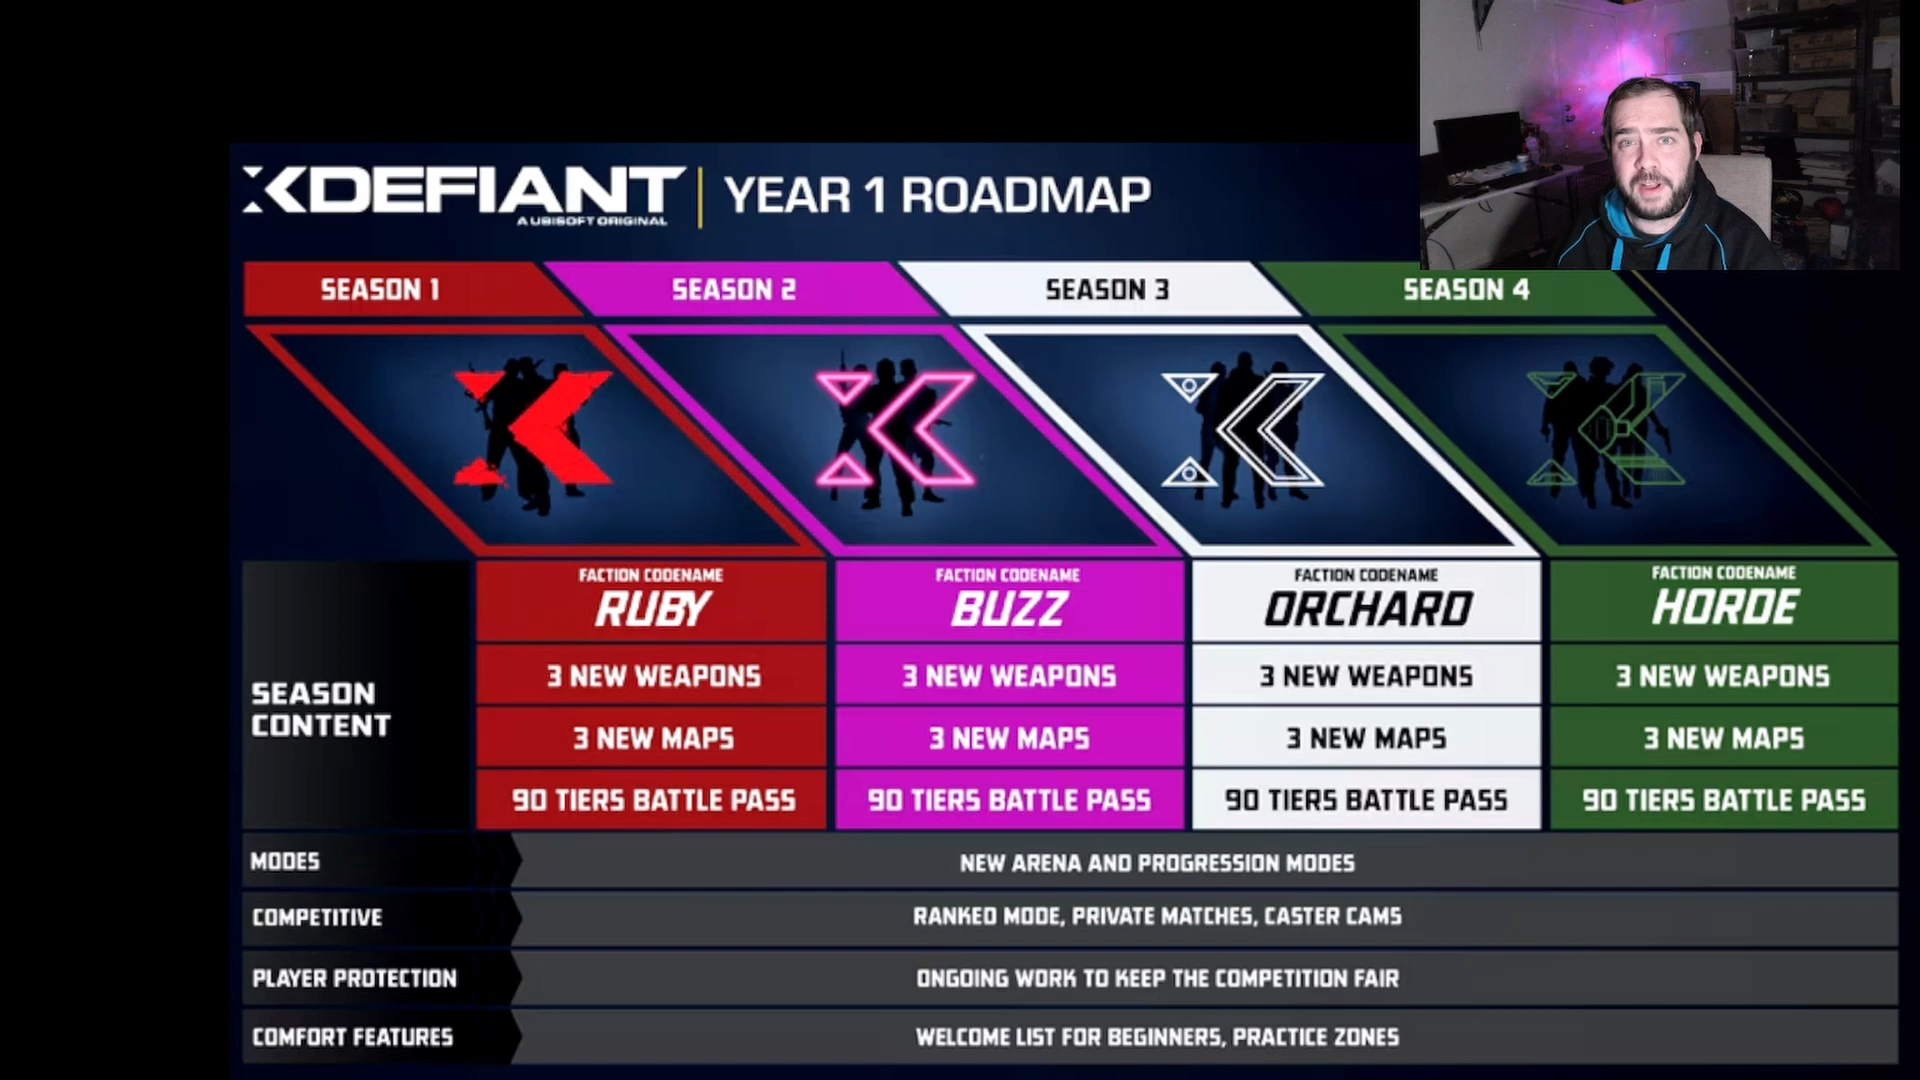 XDEFIANT
A UBISOFT ORIGINAL
YEAR 1 ROADMAP
SEASON 1
SEASON 2
SEASON 3
SEASON 4
FACTION CODENAME
RUBY
FACTION CODENAME
BUZZ
FACTION CODENAME
ORCHARD
FACTION CODENAME
HORDE
SEASON
CONTENT
3 NEW WEAPONS
3 NEW WEAPONS
3 NEW WEAPONS
3 NEW WEAPONS
3 NEW MAPS
3 NEW MAPS
3 NEW MAPS
3 NEW MAPS
90 TIERS BATTLE PASS
90 TIERS BATTLE PASS
90 TIERS BATTLE PASS
90 TIERS BATTLE PASS
MODES
NEW ARENA AND PROGRESSION MODES
COMPETITIVE
RANKED MODE, PRIVATE MATCHES, CASTER CAMS
PLAYER PROTECTION
ONGOING WORK TO KEEP THE COMPETITION FAIR
COMFORT FEATURES
WELCOME LIST FOR BEGINNERS, PRACTICE ZONES